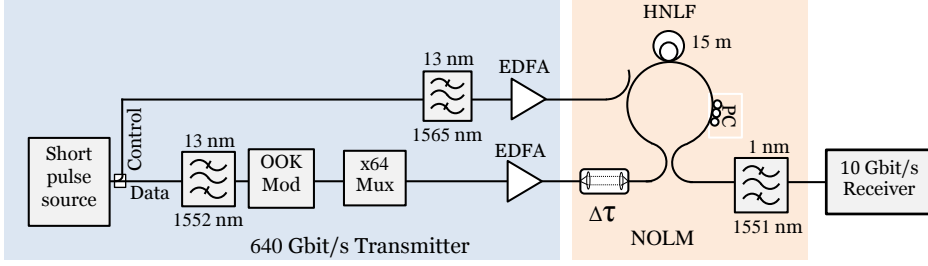 HNLF
15 m
13 nm
EDFA
1565 nm
PC
Control
13 nm
Short
pulse
source
Data
OOK
Mod
x64
Mux
EDFA
1552 nm
Δτ
1 nm
1551 nm
10 Gbit/s
Receiver
640 Gbit/s Transmitter
NOLM